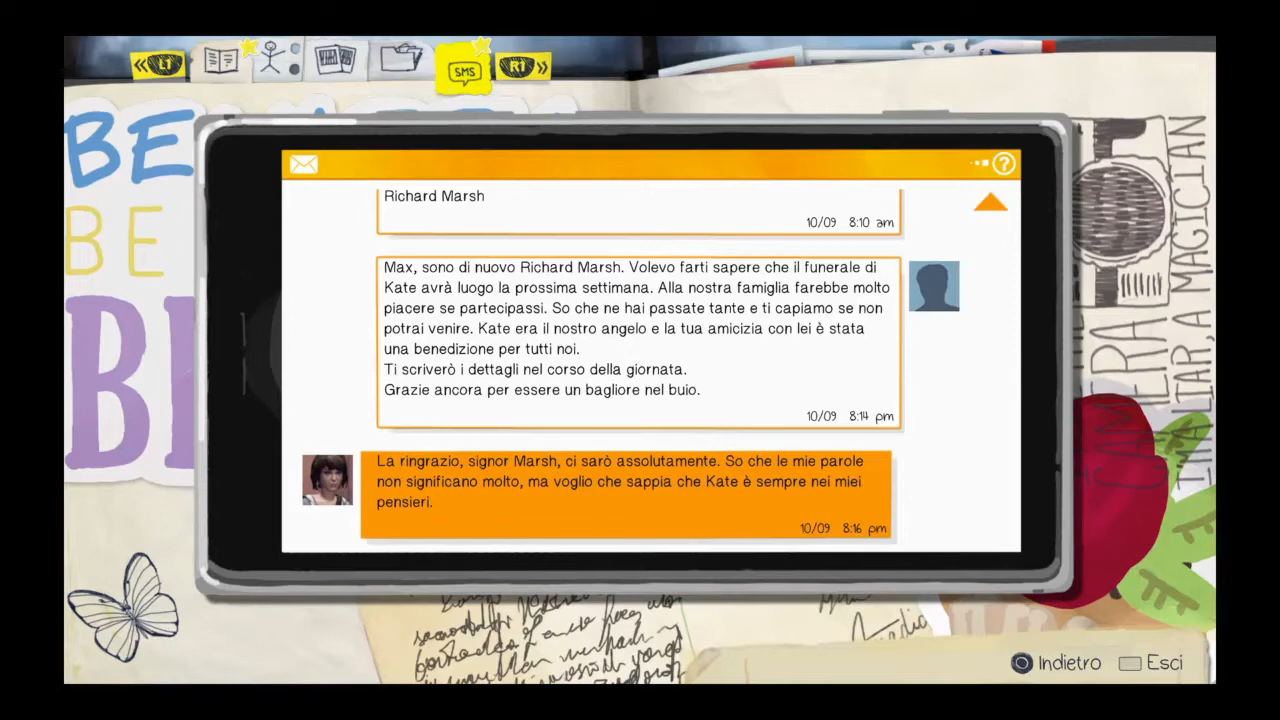 LT
SMS
R1
BE
BE
Richard Marsh
10/09 8:10 am
Max, sono di nuovo Richard Marsh. Volevo farti sapere che il funerale di
Kate avrà luogo la prossima settimana. Alla nostra famiglia farebbe molto
piacere se partecipassi. So che ne hai passate tante e ti capiamo se non
potrai venire. Kate era il nostro angelo e la tua amicizia con lei è stata
una benedizione per tutti noi.
Ti scriverò i dettagli nel corso della giornata.
Grazie ancora per essere un bagliore nel buio.
10/09 8:14 pm
La ringrazio, signor Marsh, ci sarò assolutamente. So che le mie parole
non significano molto, ma voglio che sappia che Kate è sempre nei miei
pensieri.
10/09 8:16 pm
LIAR, A MAGICIAN
Indietro
Esci